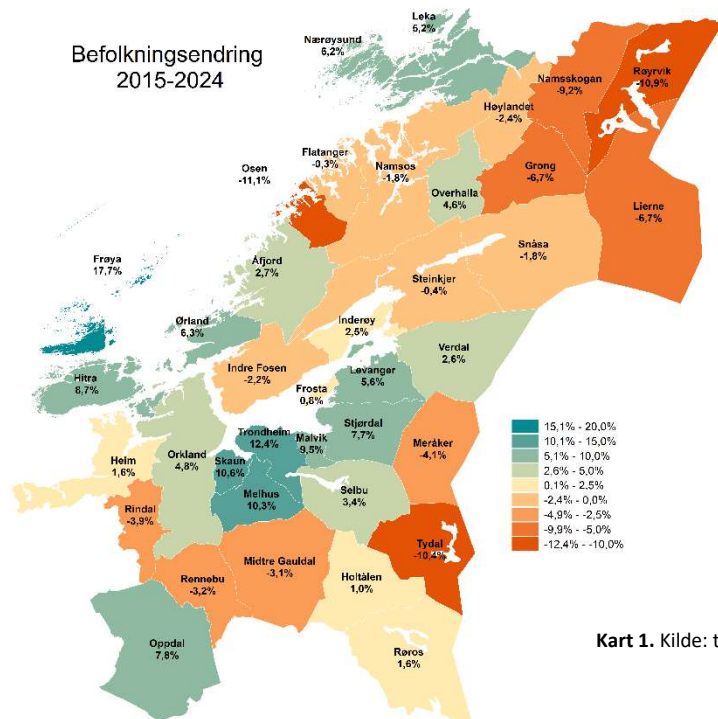 Befolkningsendring
2015-2024
Leka
5,2%
Nærøysund
6,2%
Namsskogan
-9,2%
Røyrvik
-10,9%
Høylandet
-2,4%
Flatanger
-0,3%
Namsos
-1,8%
Grong
-6,7%
Osen
-11,1%
Overhalla
4,6%
Lierne
-6,7%
Snåsa
-1,8%
Frøya
17,7%
Åfjord
2,7%
Steinkjer
-0,4%
Ørland
6,3%
Inderøy
2,5%
Verdal
2,6%
Indre Fosen
-2,2%
Levanger
5,6%
Hitra
8,7%
Frosta
0,8%
Trondheim
12,4%
Malvik
9,5%
Stjørdal
7,7%
Meråker
-4,1%
Heim
1,6%
Orkland
4,8%
Skaun
10,6%
Melhus
10,3%
Selbu
3,4%
Rindal
-3,9%
Tydal
-10,4%
Midtre Gauldal
-3,1%
Rennebu
-3,2%
Holtålen
1,0%
Oppdal
7,8%
Røros
1,6%
15,1% - 20,0%
10,1% - 15,0%
5,1% - 10,0%
2,6% - 5,0%
0,1% - 2,5%
-2,4% - 0,0%
-4,9% - -2,5%
-9,9% - -5,0%
-12,4% - -10,0%
Kart 1. Kilde: t